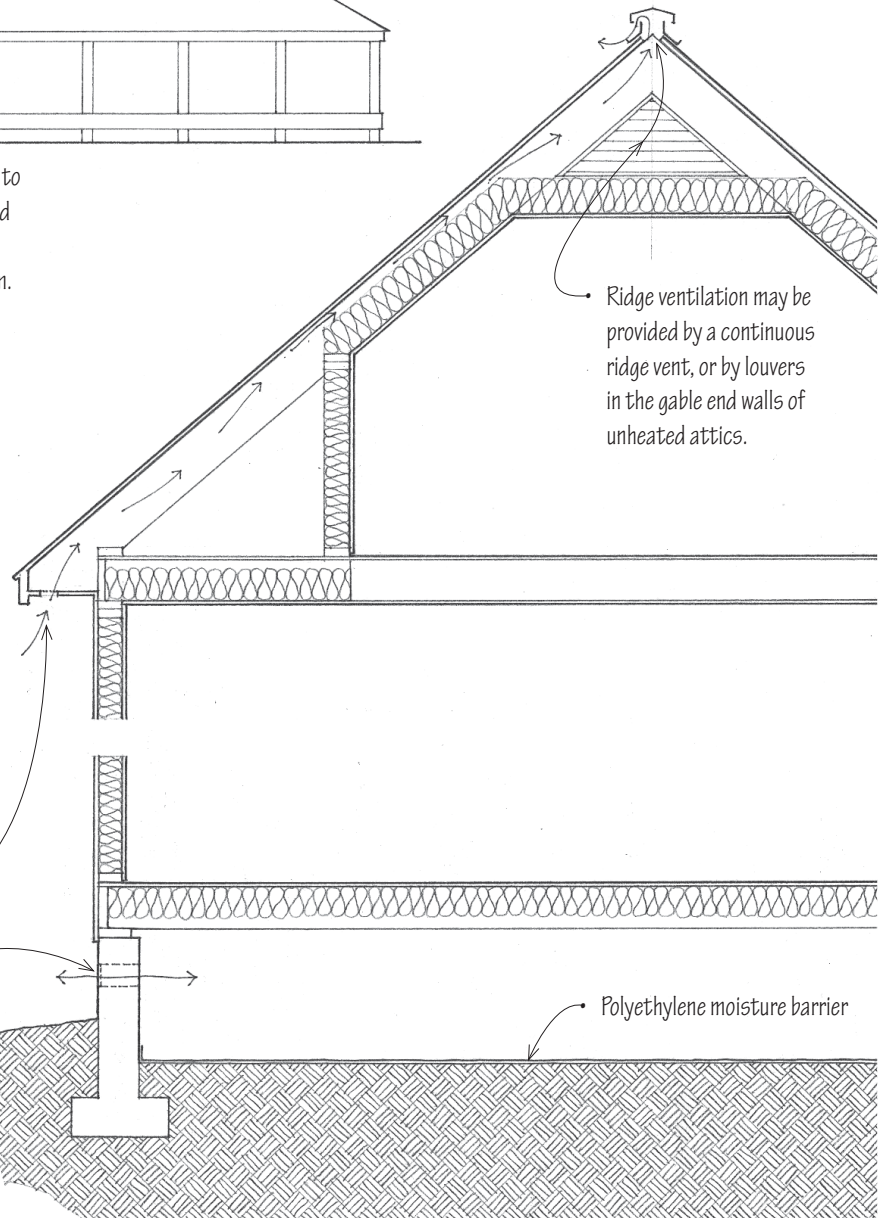 to
d
n.
Ridge ventilation may be
provided by a continuous
ridge vent, or by louvers
in the gable end walls of
unheated attics.
Polyethylene moisture barrier